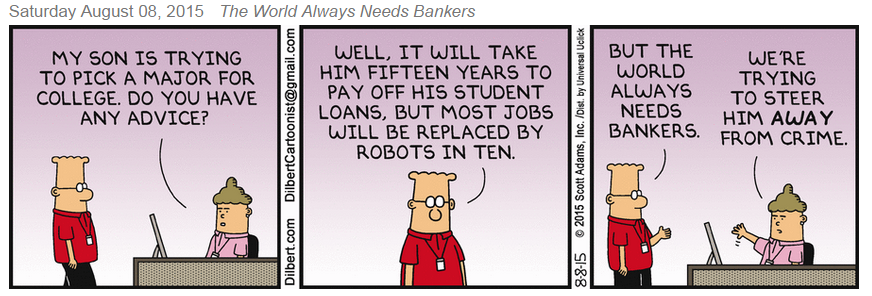 Saturday August 08, 2015 The World Always Needs Bankers
MY SON IS TRYING
TO PICK A MAJOR FOR
COLLEGE. DO YOU HAVE
ANY ADVICE?
Dilbert.com DilbertCartoonist@gmail.com
WELL, IT WILL TAKE
HIM FIFTEEN YEARS TO
PAY OFF HIS STUDENT
LOANS, BUT MOST JOBS
WILL BE REPLACED BY
ROBOTS IN TEN.
8-8-15 © 2015 Scott Adams, Inc. /Dist. by Universal Uclick
BUT THE
WORLD
ALWAYS
NEEDS
BANKERS.
WE'RE
TRYING
TO STEER
HIM AWAY
FROM CRIME.